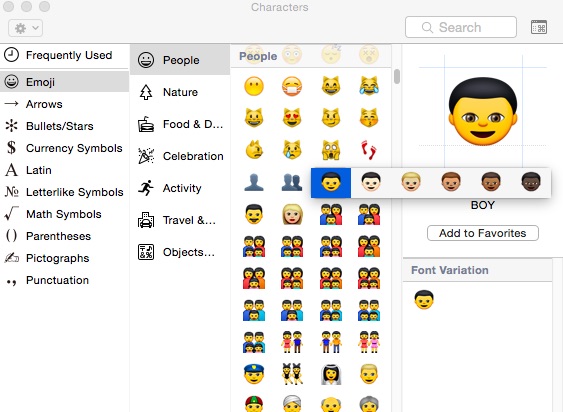 Characters
Search
Frequently Used
Emoji
Arrows
Bullets/Stars
Currency Symbols
Latin
Letterlike Symbols
Math Symbols
Parentheses
Pictographs
Punctuation
People
Nature
Food & D...
Celebration
Activity
Travel &...
Objects...
People
BOY
Add to Favorites
Font Variation